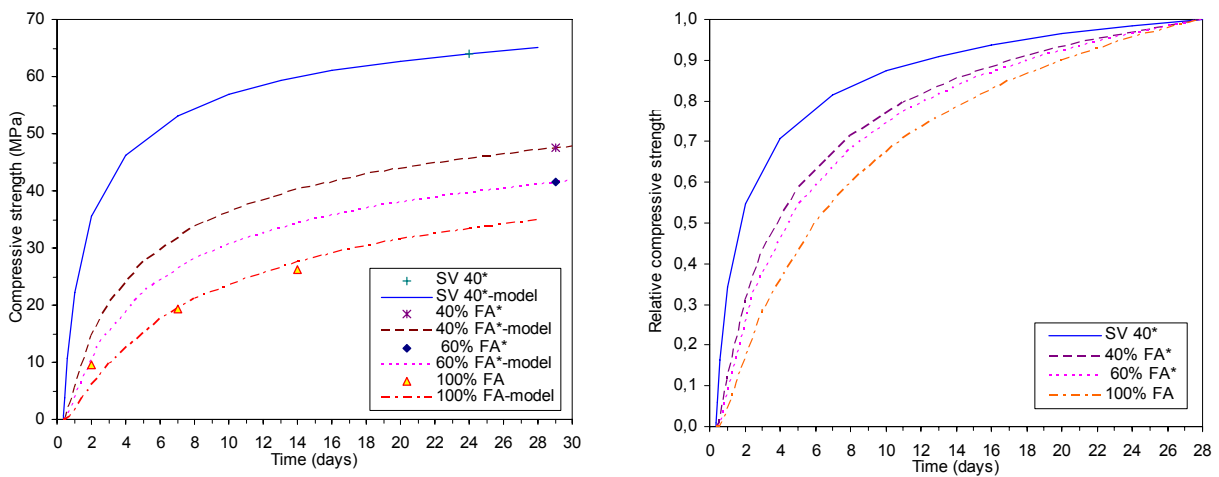 Compressive strength (MPa)
70
60
50
40
30
20
10
0
0 2 4 6 8 10 12 14 16 18 20 22 24 26 28 30
Time (days)
SV 40*
SV 40*-model
40% FA*
40% FA*-model
60% FA*
60% FA*-model
100% FA
100% FA-model
Relative compressive strength
1,0
0,9
0,8
0,7
0,6
0,5
0,4
0,3
0,2
0,1
0,0
0 2 4 6 8 10 12 14 16 18 20 22 24 26 28
Time (days)
SV 40*
40% FA*
60% FA*
100% FA